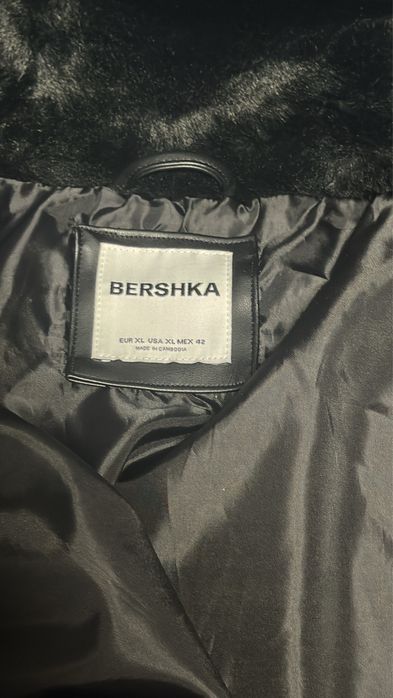 BERSHKA
EUR XL USA XL MEX 42
MADE IN CAMBODIA